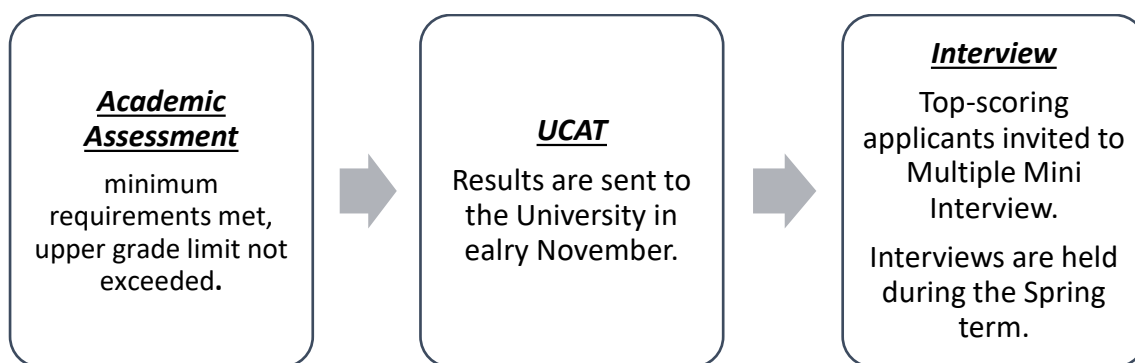 Academic
Assessment
minimum
requirements met,
upper grade limit not
exceeded.
UCAT
Results are sent to
the University in
ealry November.
Interview
Top-scoring
applicants invited to
Multiple Mini
Interview.
Interviews are held
during the Spring
term.